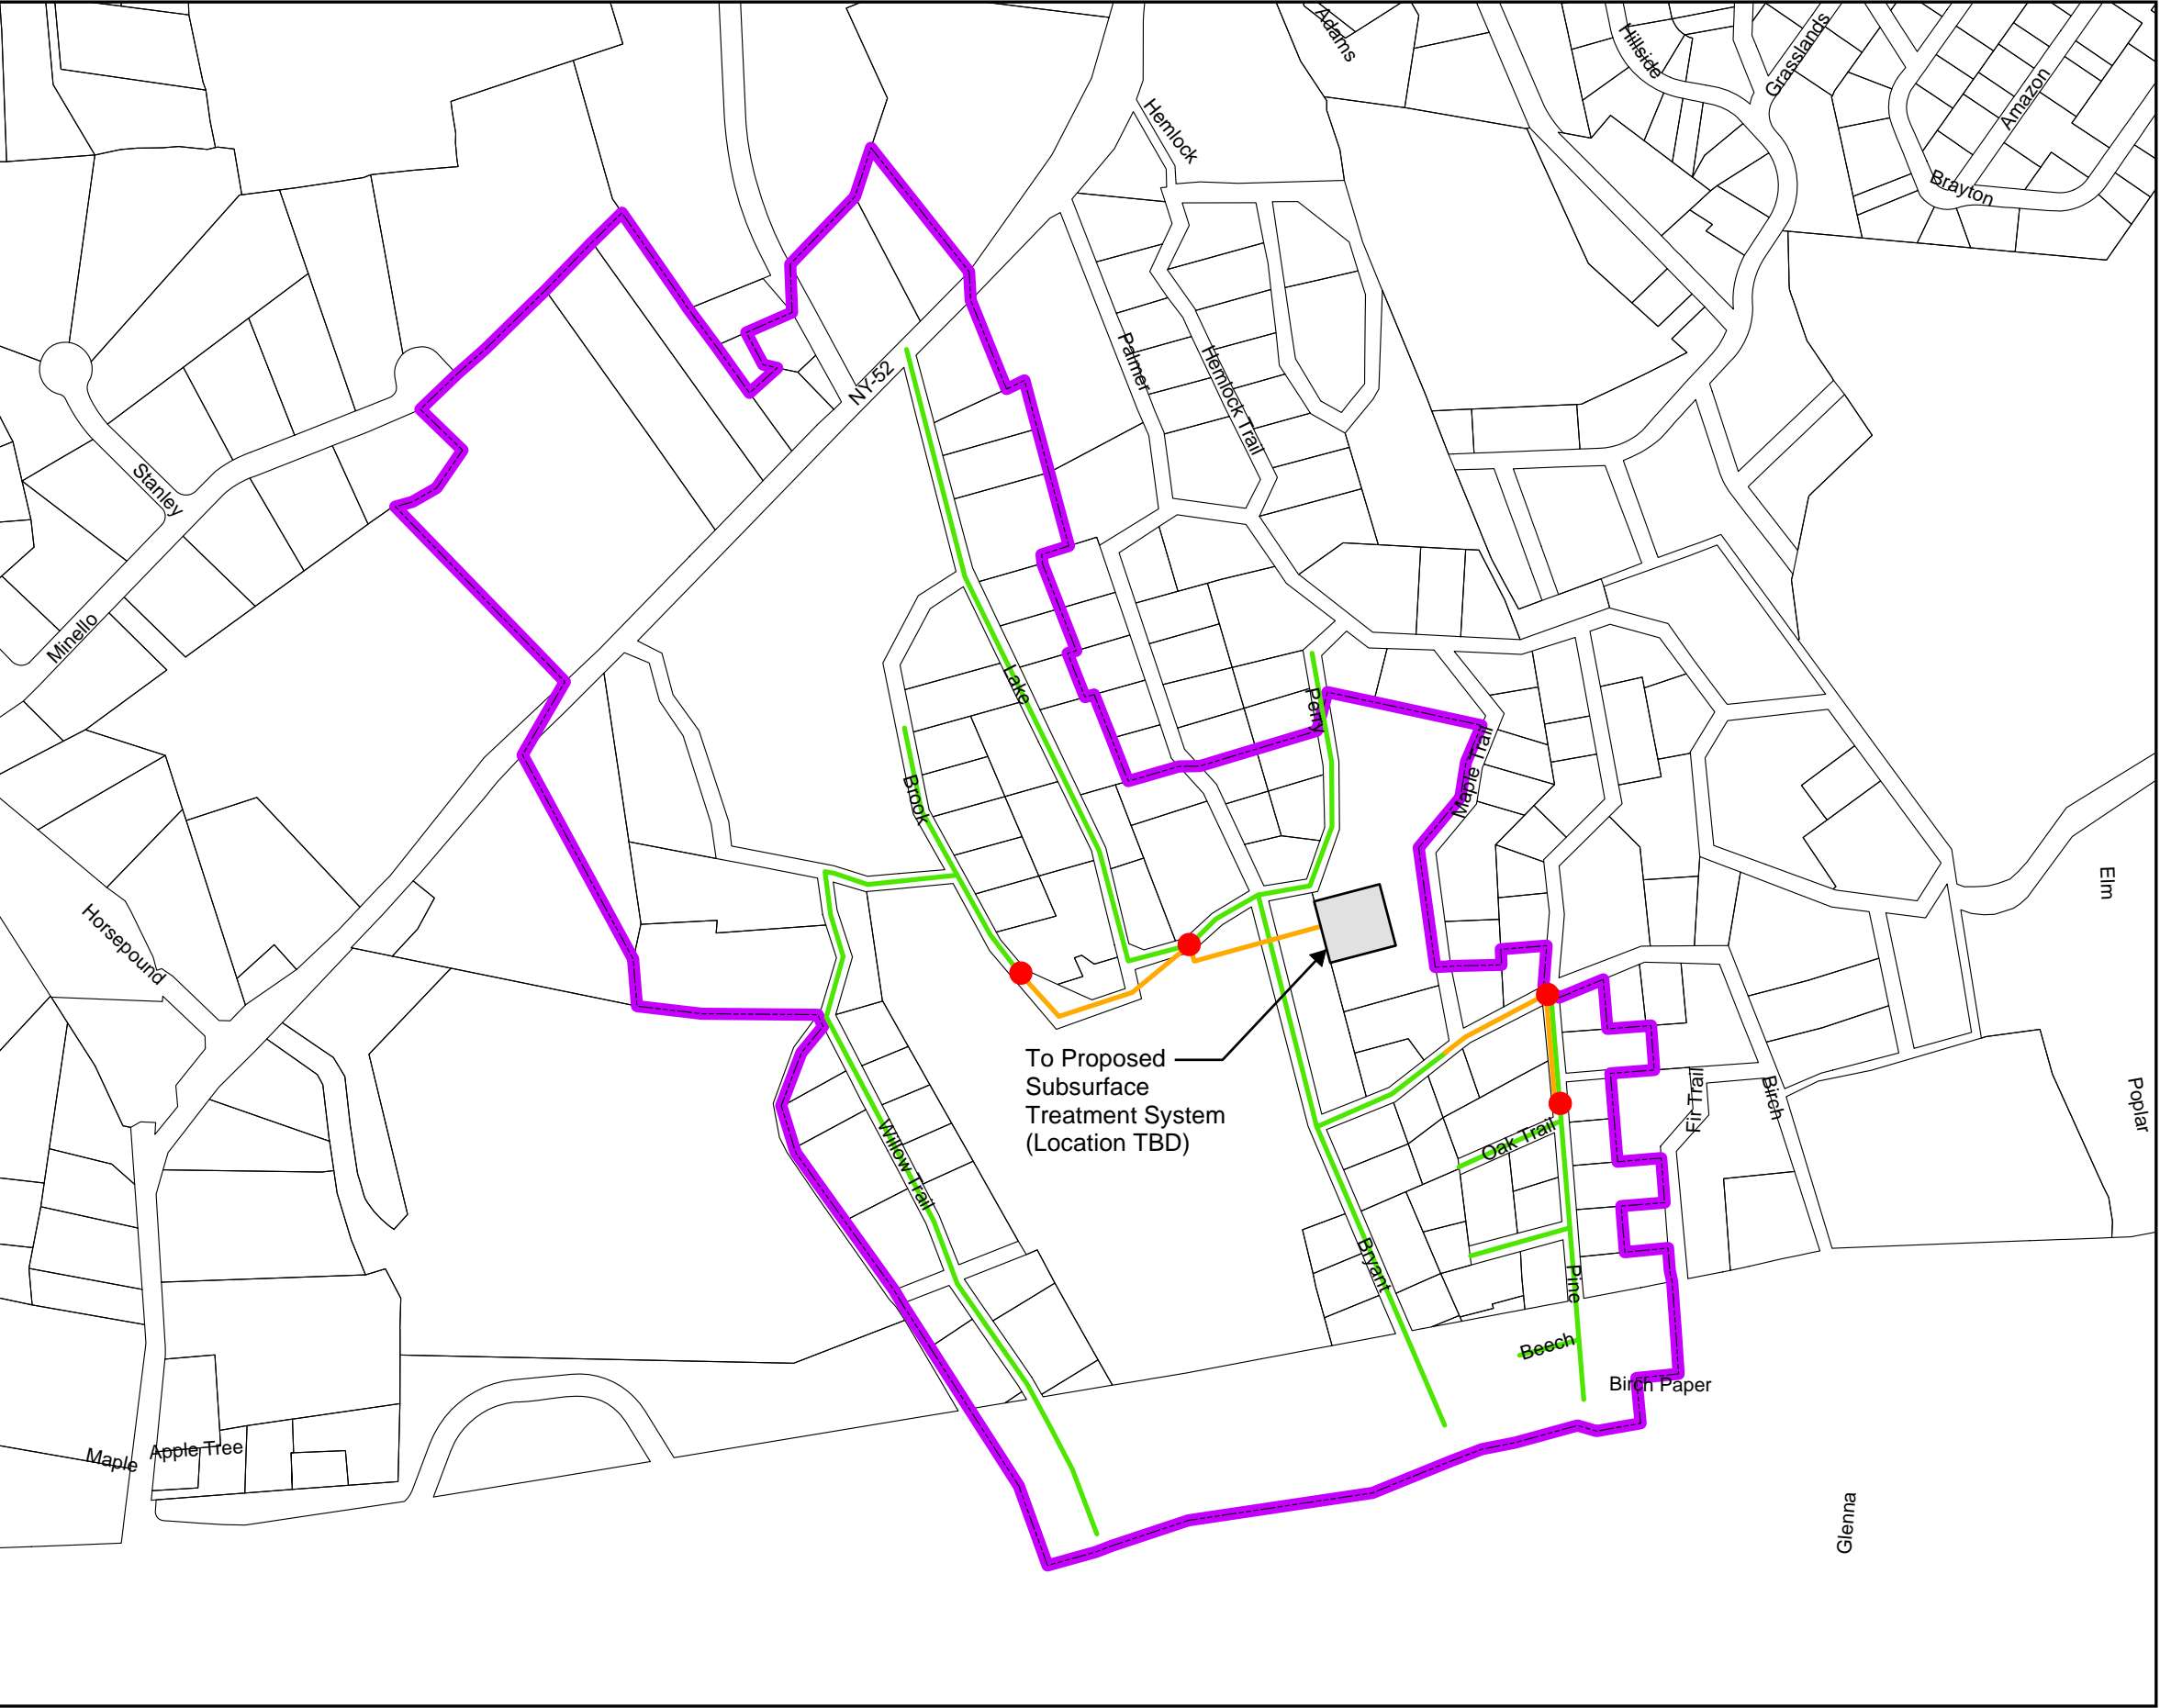 Adams
Hillside
Grasslands
Amazon
Brayton
Hemlock
Palmer
Hemlock Trail
NY-52
Stanley
Minello
Lake
Perry
Maple Trail
Brook
Horsepound
Elm
To Proposed
Subsurface
Treatment System
(Location TBD)
Willow Trail
Oak Trail
Fir Trail
Birch
Poplar
Bryant
Pine
Beech
Birch Paper
Maple
Apple Tree
Glenna